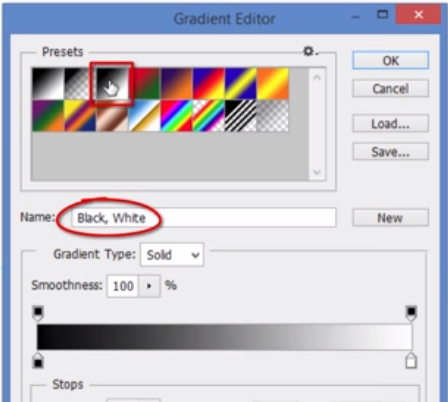 Gradient Editor
Presets
OK
Cancel
Load...
Save...
Name: Black, White
New
Gradient Type: Solid
Smoothness: 100 %
Stops